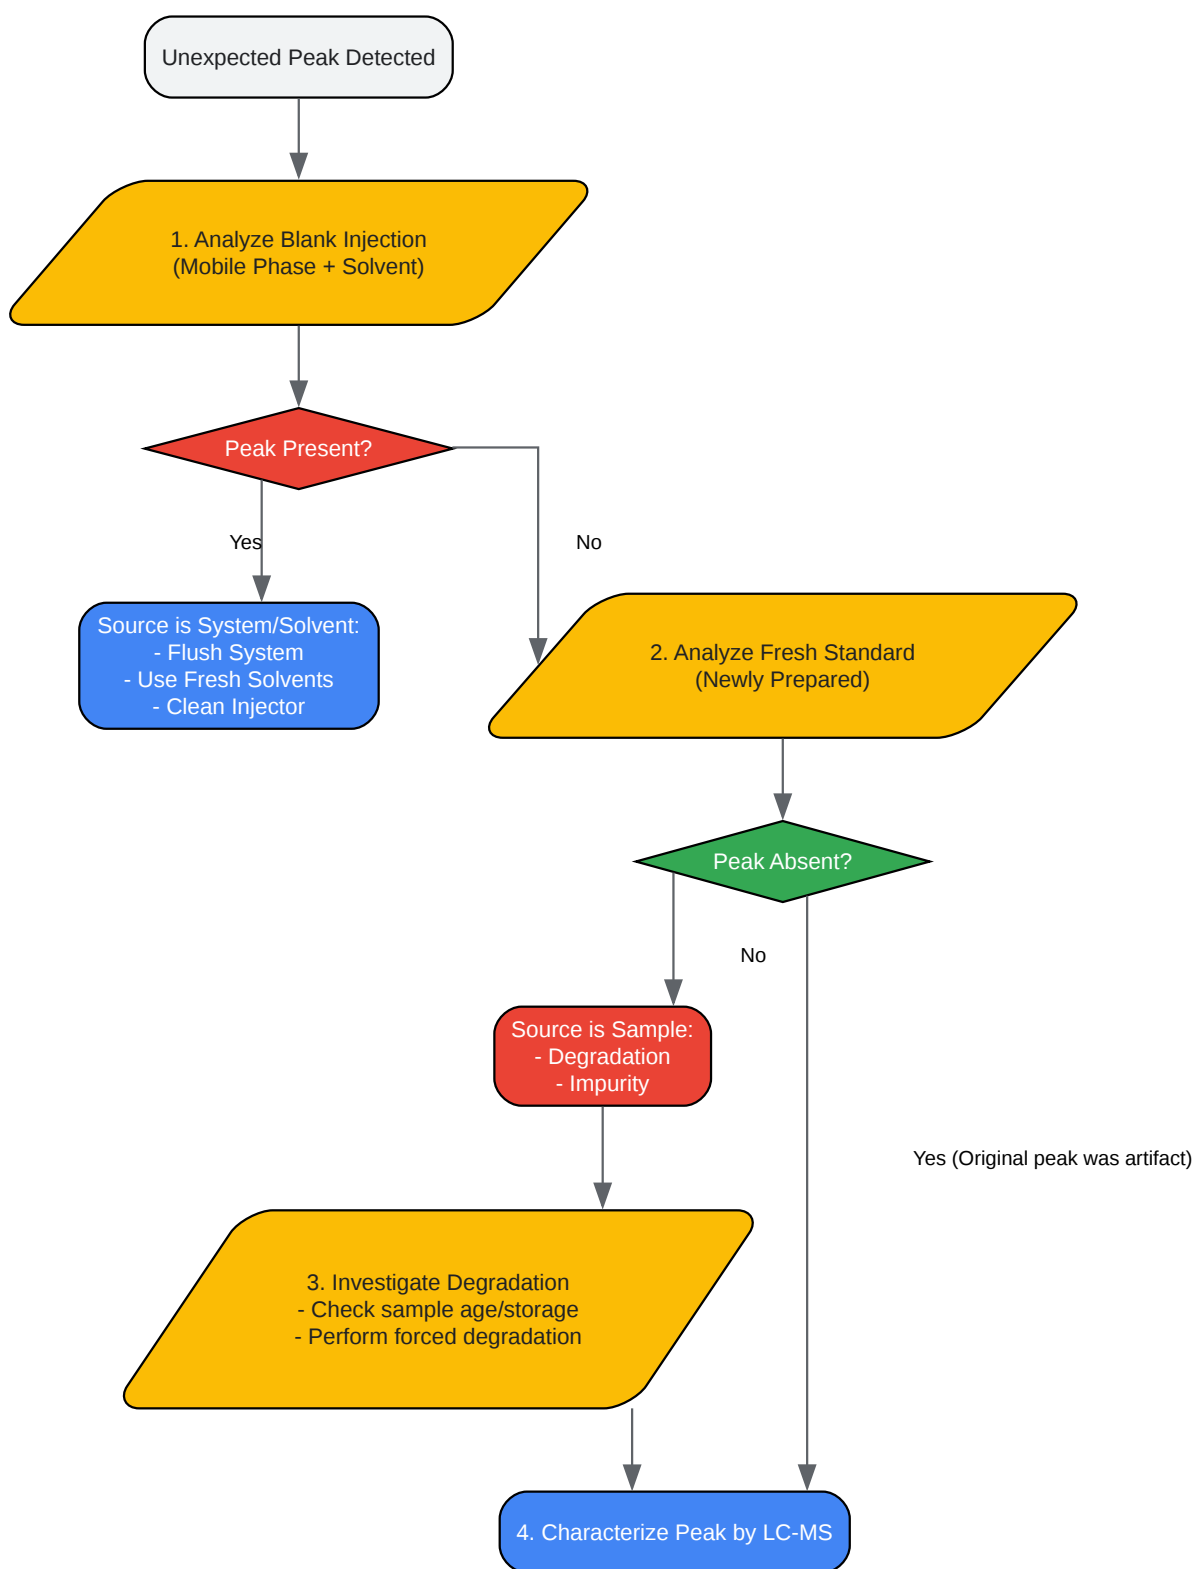 Unexpected Peak Detected
1. Analyze Blank Injection
(Mobile Phase + Solvent)
Peak Present?
Yes
No
Source is System/Solvent:
- Flush System
- Use Fresh Solvents
- Clean Injector
2. Analyze Fresh Standard
(Newly Prepared)
Peak Absent?
No
Source is Sample:
- Degradation
- Impurity
Yes (Original peak was artifact)
3. Investigate Degradation
- Check sample age/storage
- Perform forced degradation
4. Characterize Peak by LC-MS